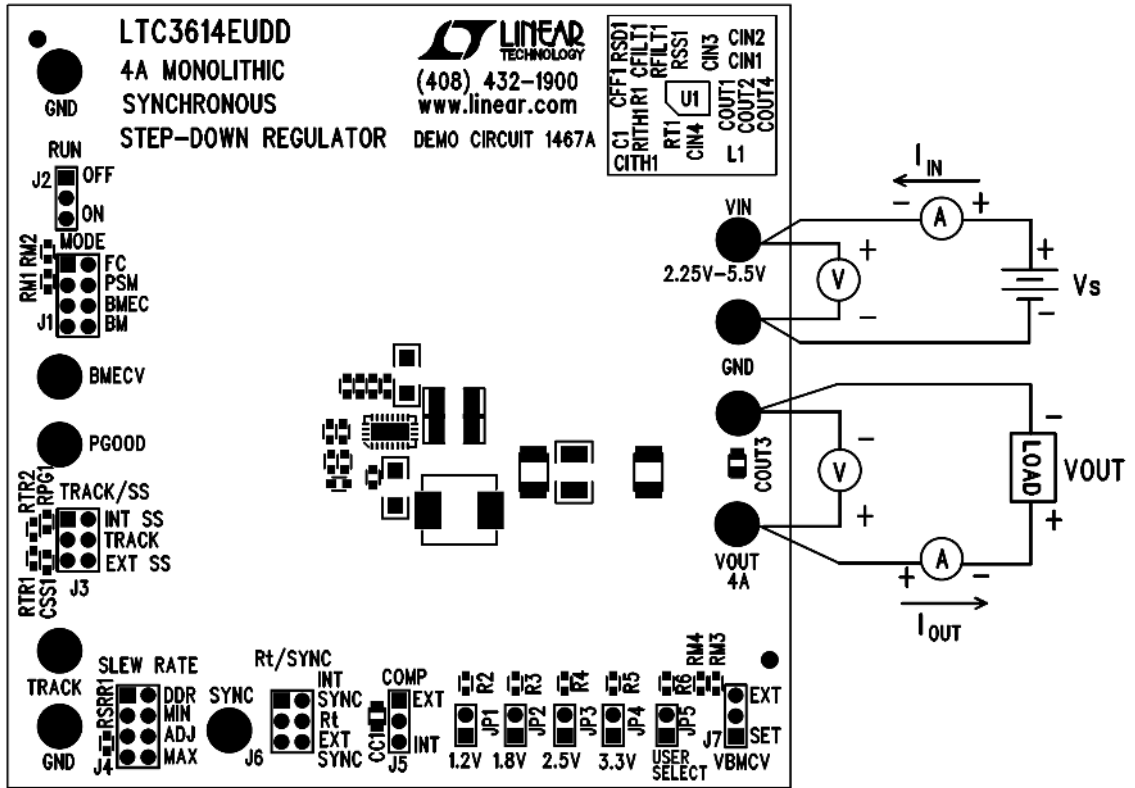 LTC3614EUDD
4A MONOLITHIC
SYNCHRONOUS
STEP-DOWN REGULATOR
LINEAR
TECHNOLOGY
(408) 432-1900
www.linear.com
DEMO CIRCUIT 1467A
C1 CFF1 RSD1
RITH1 R1 CFILT1
CITH1
RFILT1
RT1 RSS1
CIN4
CIN3
CIN2
CIN1
U1
COUT1
COUT2
COUT4
L1
GND
RUN
J2
OFF
ON
MODE
RM1 RM2
FC
PSM
BMEC
BM
J1
BMECV
PGOOD
TRACK/SS
RTR2
RPG1
INT SS
TRACK
EXT SS
RTR1
CSS1
J3
TRACK
GND
SLEW RATE
RSRR1
DDR
MIN
ADJ
MAX
J4
SYNC
Rt/SYNC
INT
SYNC
Rt
EXT
SYNC
J6
COMP
EXT
INT
CC1
J5
R2
JP1
1.2V
R3
JP2
1.8V
R4
JP3
2.5V
R5
JP4
3.3V
R6
JP5
USER
SELECT
RM4
RM3
EXT
SET
J7
VBMCV
VIN
2.25V-5.5V
GND
COUT3
VOUT
4A
I IN
- A +
+ V -
+ Vs -
- V +
- LOAD +
VOUT
+ A -
I OUT